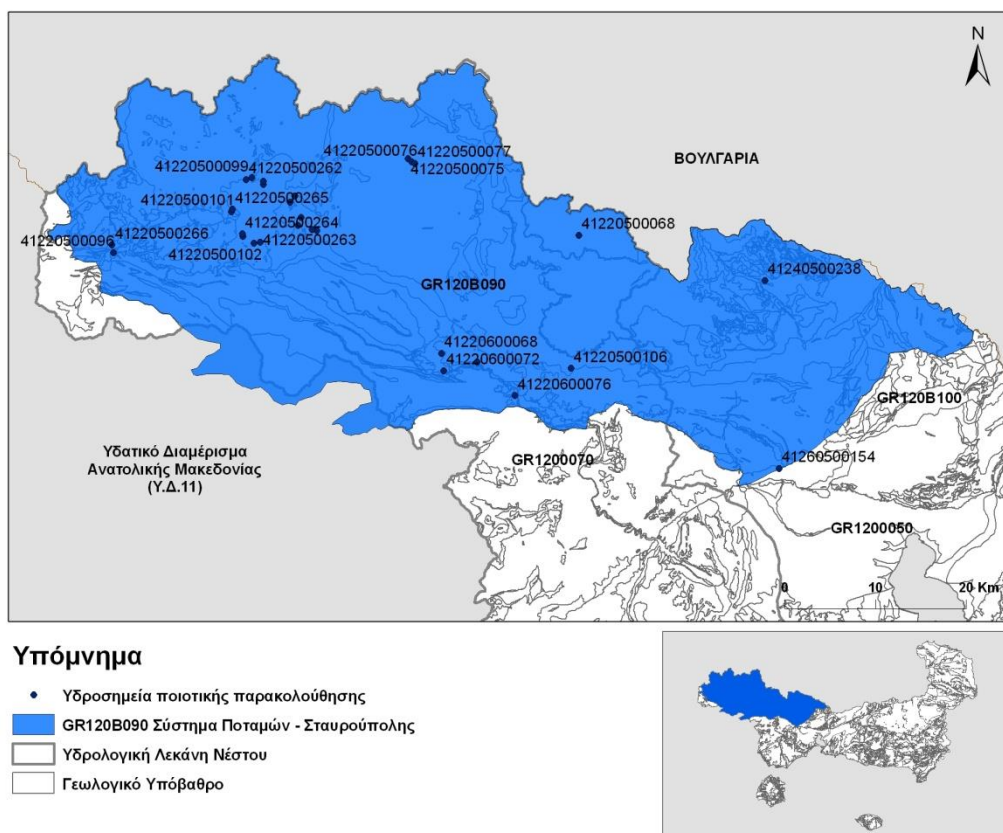 N
ΒΟΥΛΓΑΡΙΑ
41220500076
41220500077
41220500075
41220500099
41220500262
41220500265
41220500101
41220500264
41220500263
41220500102
41220500266
41220500096
41220500068
41240500238
GR120B090
41220600068
41220600072
41220500106
41220600076
GR120B100
41260500154
GR1200070
GR1200050
Υδατικό Διαμέρισμα
Ανατολικής Μακεδονίας
(Υ.Δ.11)
0 10 20 Km
Υπόμνημα
Υδροσημεία ποιοτικής παρακολούθησης
GR120B090 Σύστημα Ποταμών - Σταυρούπολης
Υδρολογική Λεκάνη Νέστου
Γεωλογικό Υπόβαθρο